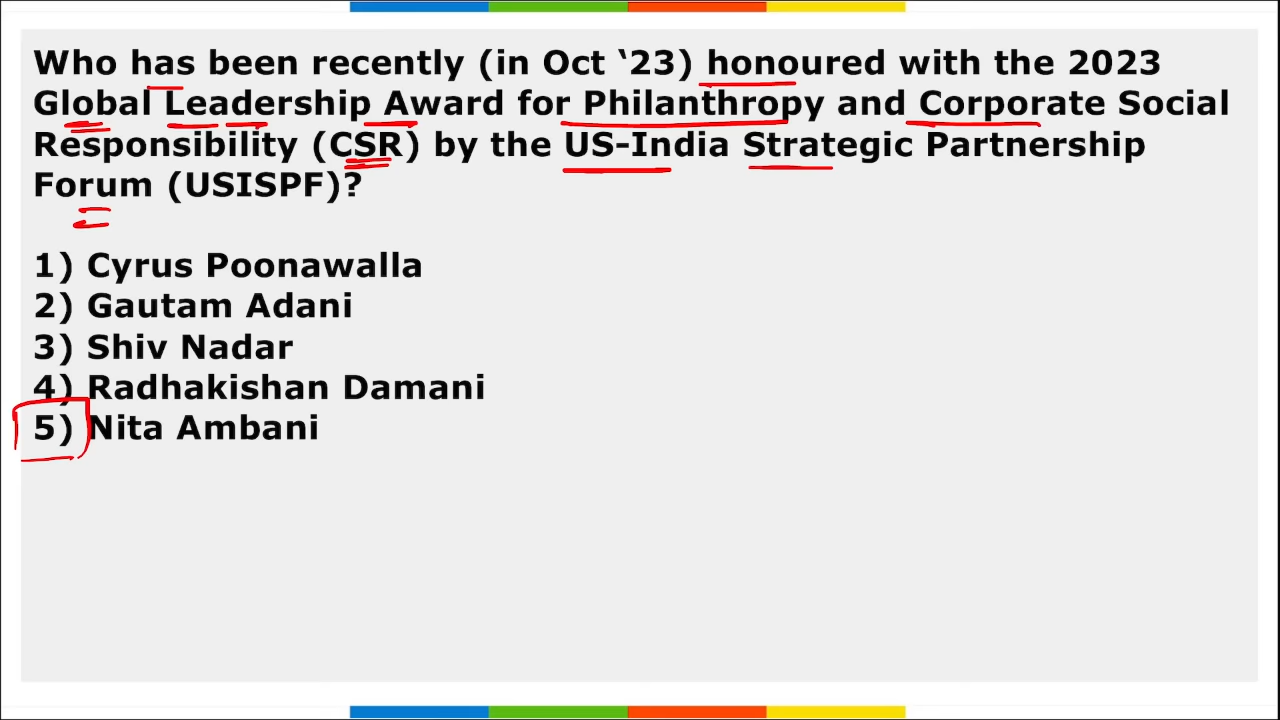 Who has been recently (in Oct ‘23) honoured with the 2023
Global Leadership Award for Philanthropy and Corporate Social
Responsibility (CSR) by the US-India Strategic Partnership
Forum (USISPF)?
1) Cyrus Poonawalla
2) Gautam Adani
3) Shiv Nadar
4) Radhakishan Damani
5) Nita Ambani